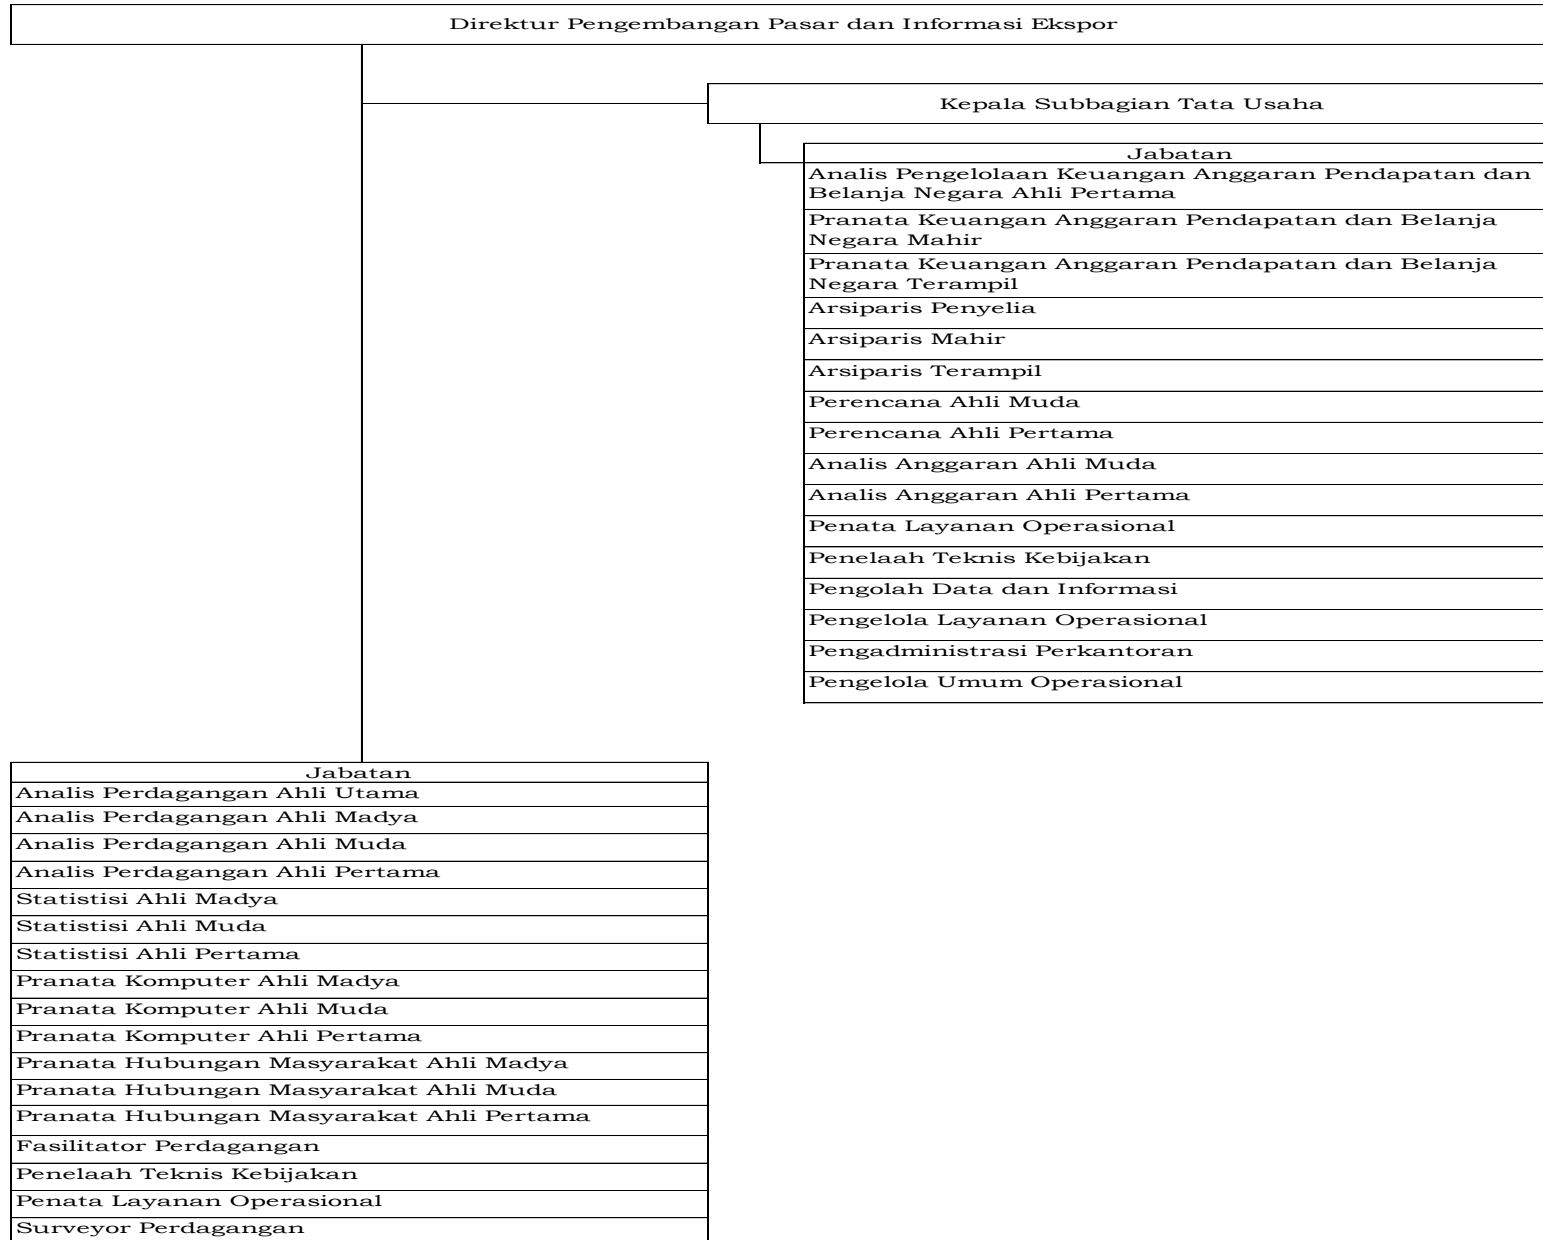 Direktur Pengembangan Pasar dan Informasi Ekspor
Kepala Subbagian Tata Usaha
Jabatan
Analis Pengelolaan Keuangan Anggaran Pendapatan dan
Belanja Negara Ahli Pertama
Pranata Keuangan Anggaran Pendapatan dan Belanja
Negara Mahir
Pranata Keuangan Anggaran Pendapatan dan Belanja
Negara Terampil
Arsiparis Penyelia
Arsiparis Mahir
Arsiparis Terampil
Perencana Ahli Muda
Perencana Ahli Pertama
Analis Anggaran Ahli Muda
Analis Anggaran Ahli Pertama
Penata Layanan Operasional
Penelaah Teknis Kebijakan
Pengolah Data dan Informasi
Pengelola Layanan Operasional
Pengadministrasi Perkantoran
Pengelola Umum Operasional
Jabatan
Analis Perdagangan Ahli Utama
Analis Perdagangan Ahli Madya
Analis Perdagangan Ahli Muda
Analis Perdagangan Ahli Pertama
Statistisi Ahli Madya
Statistisi Ahli Muda
Statistisi Ahli Pertama
Pranata Komputer Ahli Madya
Pranata Komputer Ahli Muda
Pranata Komputer Ahli Pertama
Pranata Hubungan Masyarakat Ahli Madya
Pranata Hubungan Masyarakat Ahli Muda
Pranata Hubungan Masyarakat Ahli Pertama
Fasilitator Perdagangan
Penelaah Teknis Kebijakan
Penata Layanan Operasional
Surveyor Perdagangan